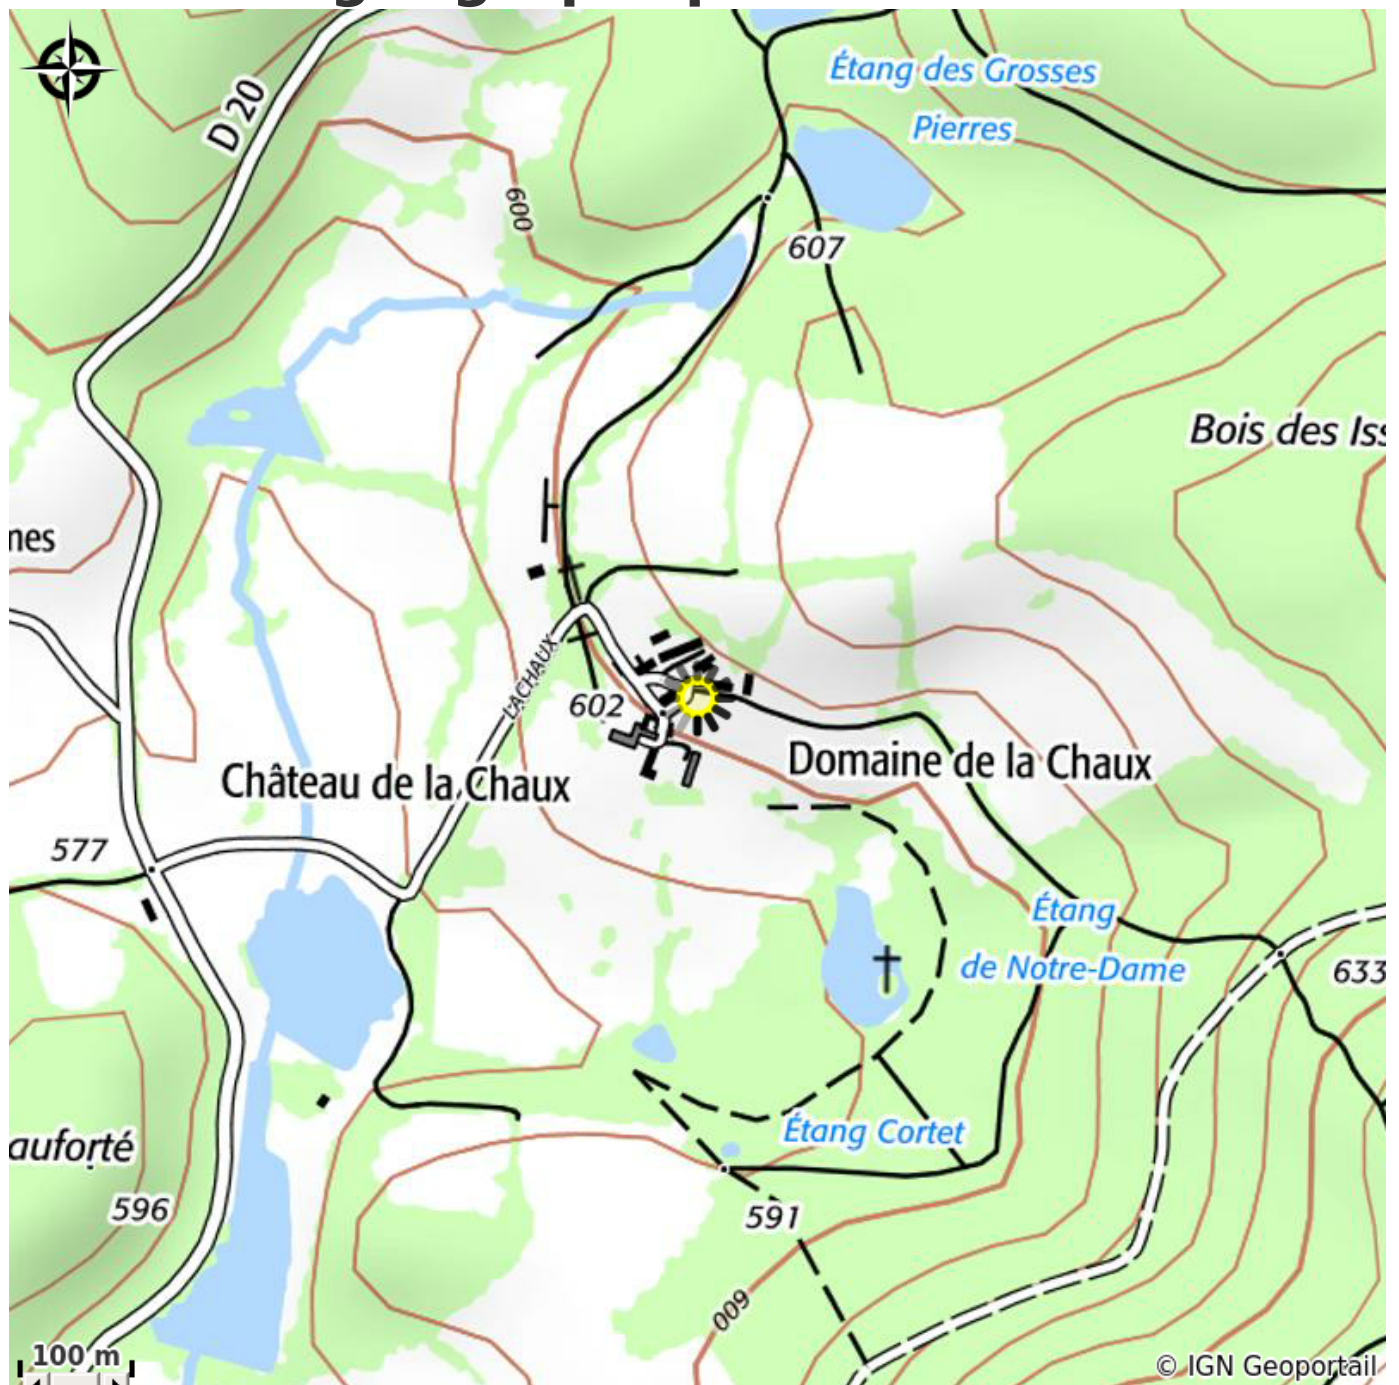 D 20
Étang des Grosses
Pierres
600
607
Bois des Iss
nes
LACHAUX
602
Château de la Chaux
Domaine de la Chaux
577
Étang
de Notre-Dame
633
Étang Cortet
auforté
596
591
600
100 m
© IGN Geoportail